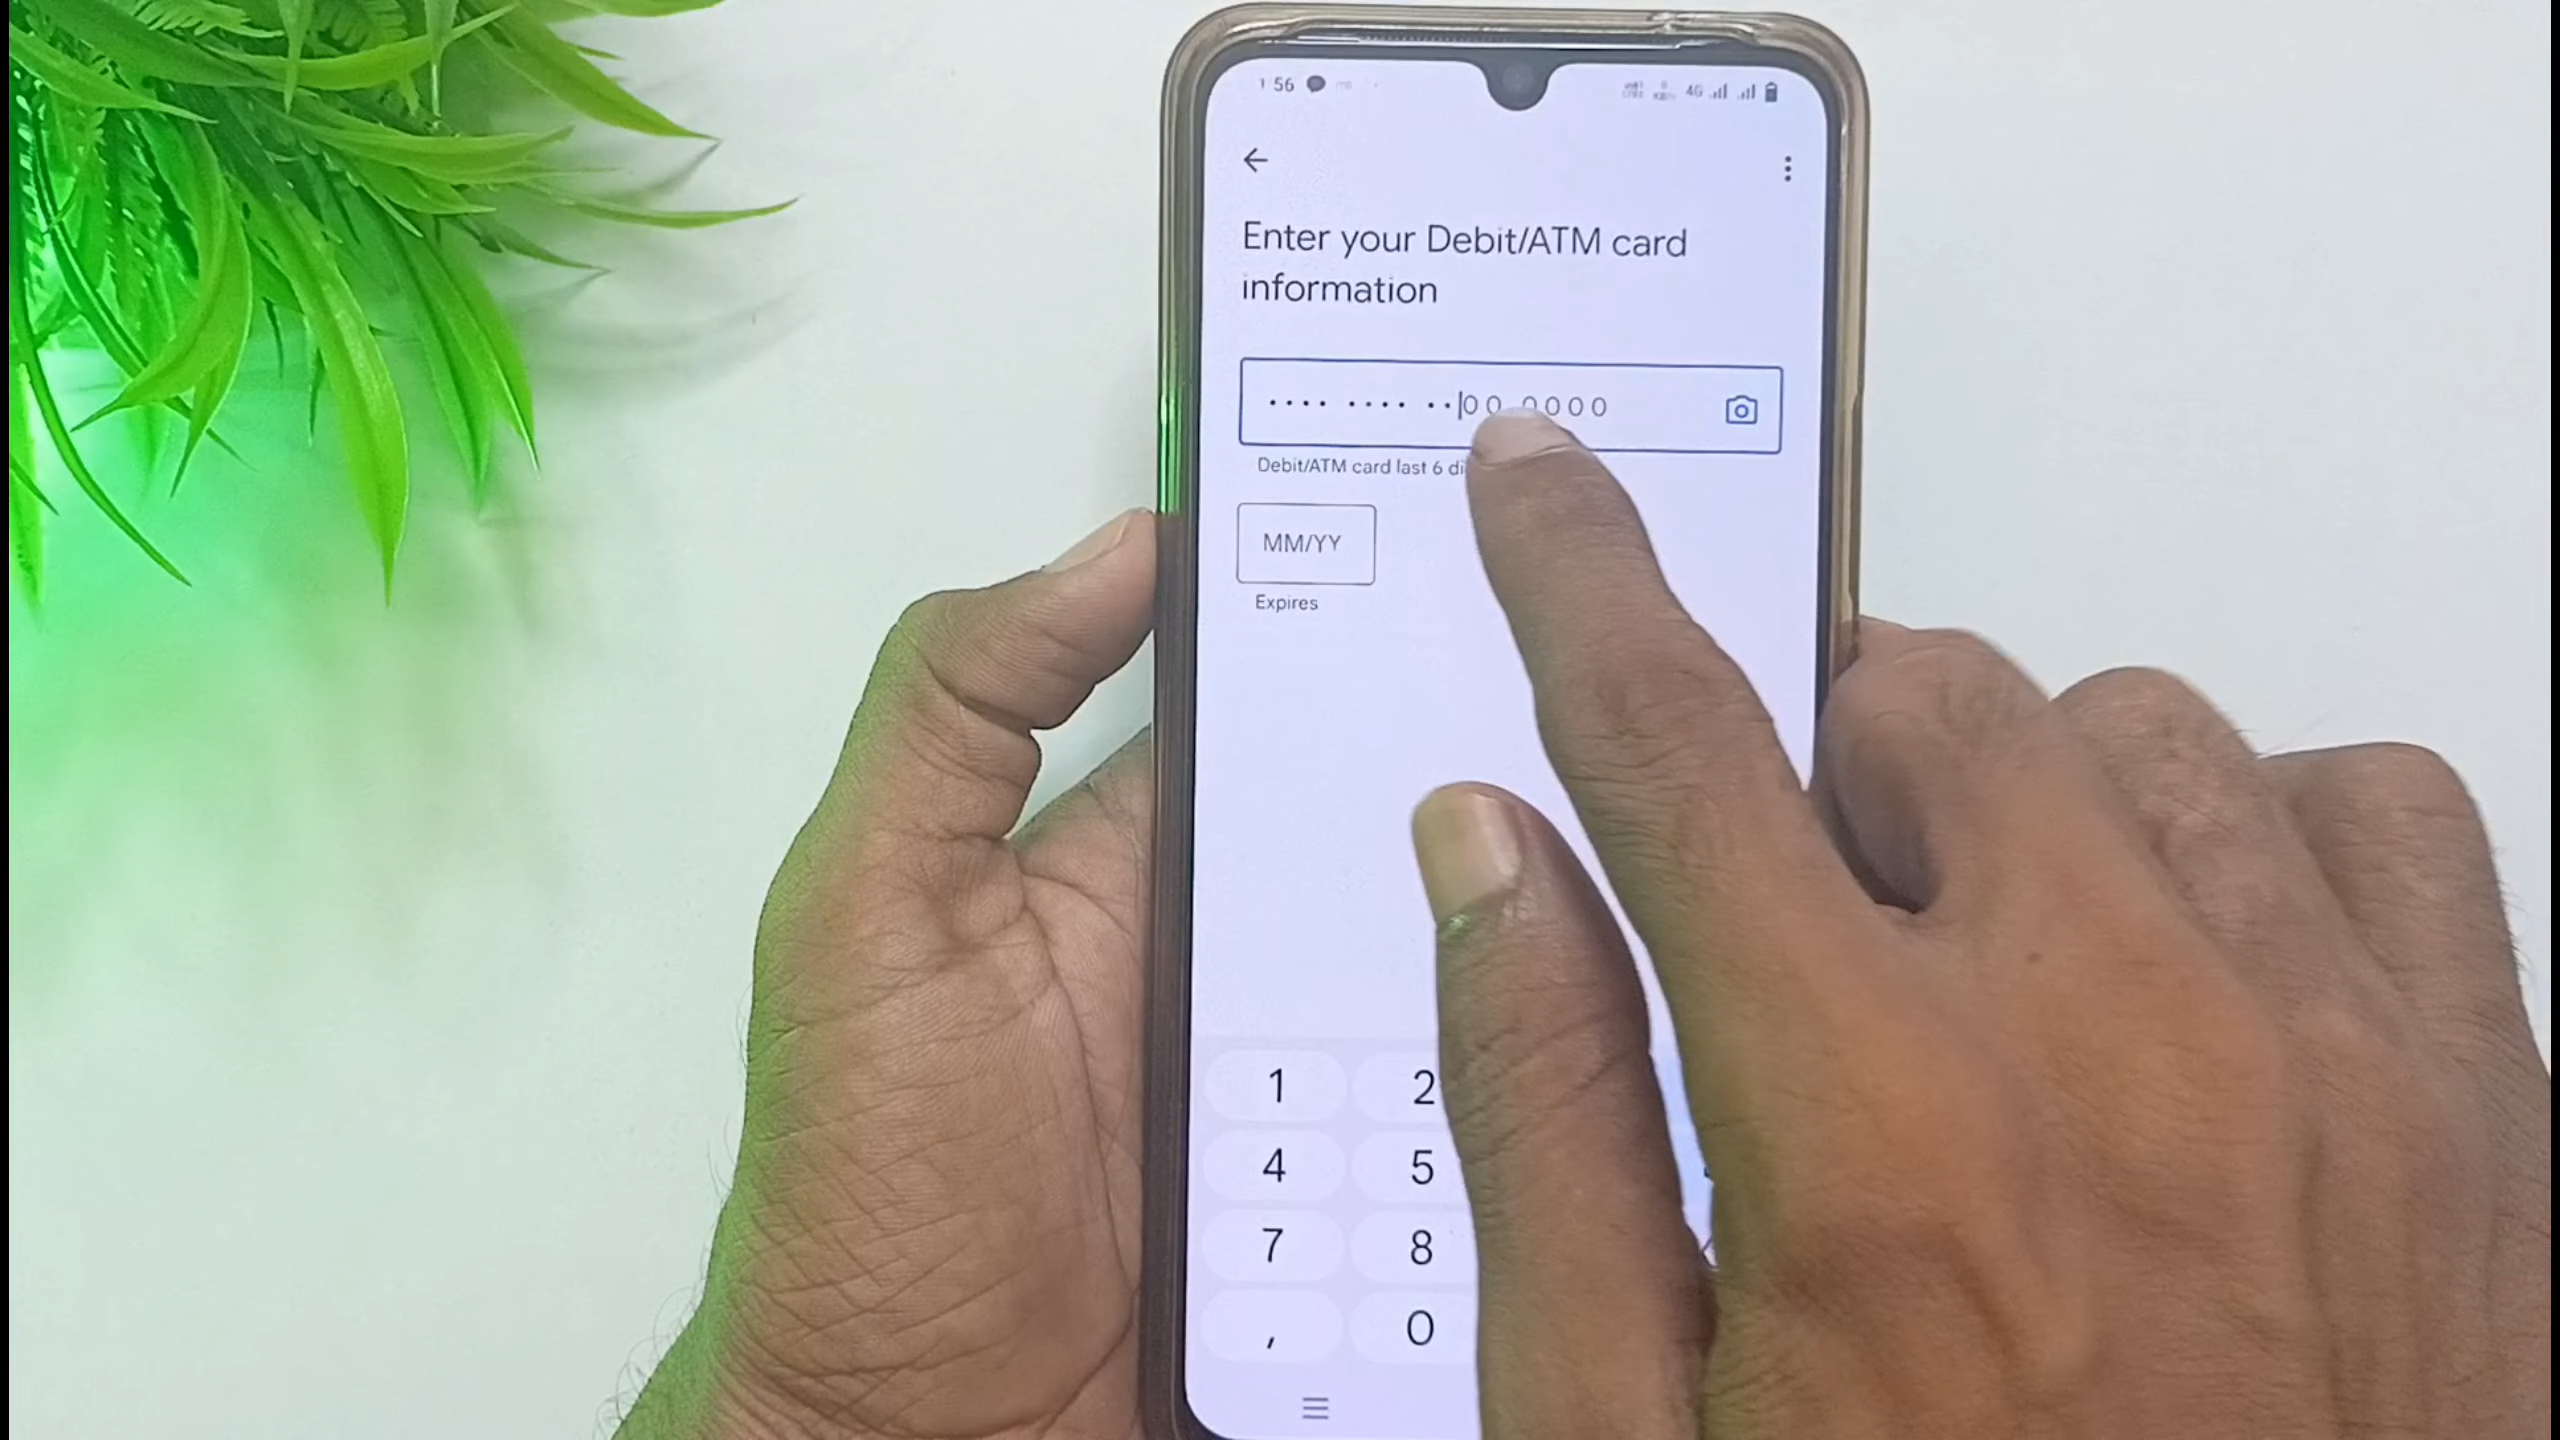 1:56
4G
Enter your Debit/ATM card
information
•••• •••• ••00 0000
Debit/ATM card last 6 di
MM/YY
Expires
1 2
4 5
7 8
, 0